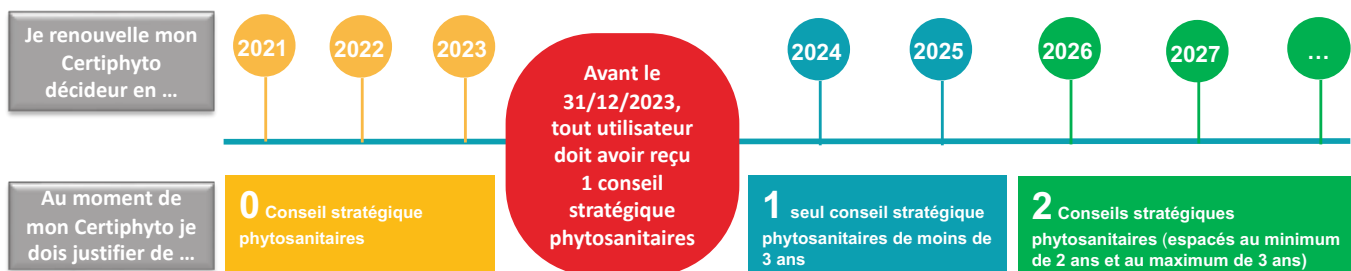 Je renouvelle mon
Certiphyto
décideur en ...
2021
2022
2023
Avant le
31/12/2023,
tout utilisateur
doit avoir reçu
1 conseil
stratégique
phytosanitaires
2024
2025
2026
2027
...
Au moment de
mon Certiphyto je
dois justifier de ...
0 Conseil stratégique
phytosanitaires
1 seul conseil stratégique
phytosanitaires de moins de
3 ans
2 Conseils stratégiques
phytosanitaires (espacés au minimum
de 2 ans et au maximum de 3 ans)